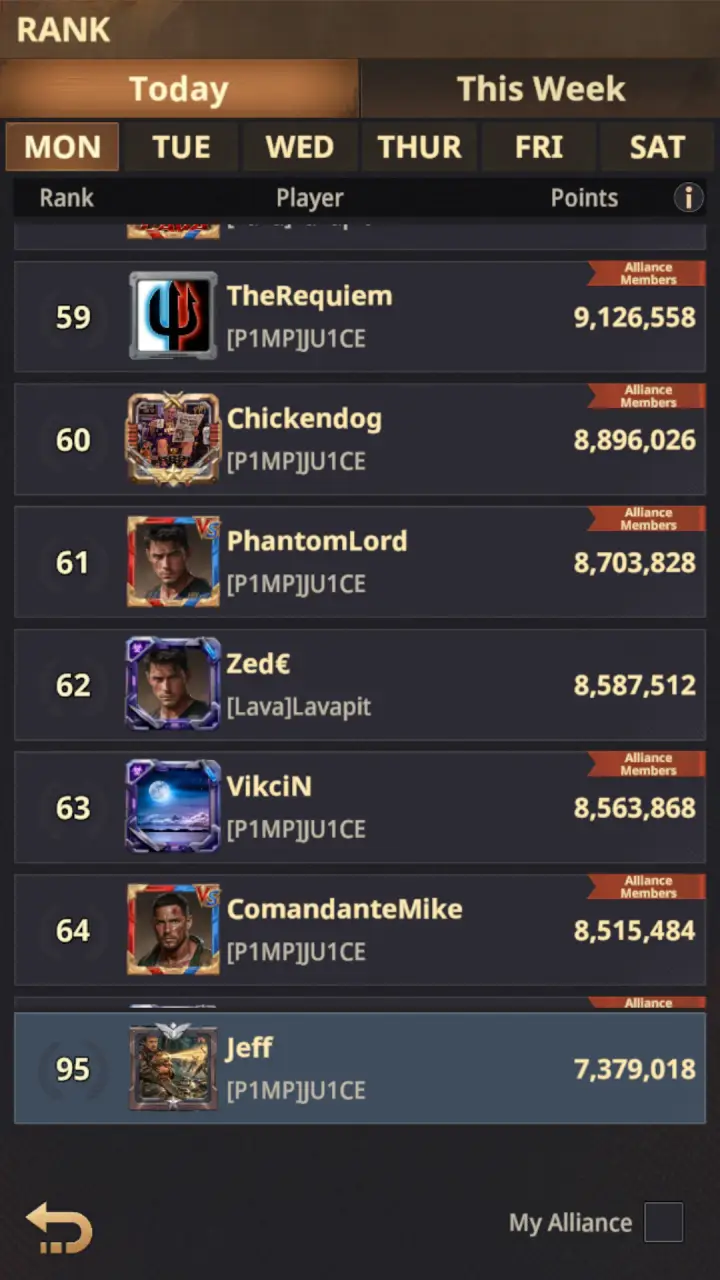 RANK
Today
This Week
MON TUE WED THUR FRI SAT
Rank Player Points i
Alliance
Members
59 TheRequiem 9,126,558
[P1MP]JU1CE
Alliance
Members
60 Chickendog 8,896,026
[P1MP]JU1CE
VS
Alliance
Members
61 PhantomLord 8,703,828
[P1MP]JU1CE
62 Zed€ 8,587,512
[Lava]Lavapit
Alliance
Members
63 VikciN 8,563,868
[P1MP]JU1CE
VS
Alliance
Members
64 ComandanteMike 8,515,484
[P1MP]JU1CE
Alliance
95 Jeff 7,379,018
[P1MP]JU1CE
My Alliance